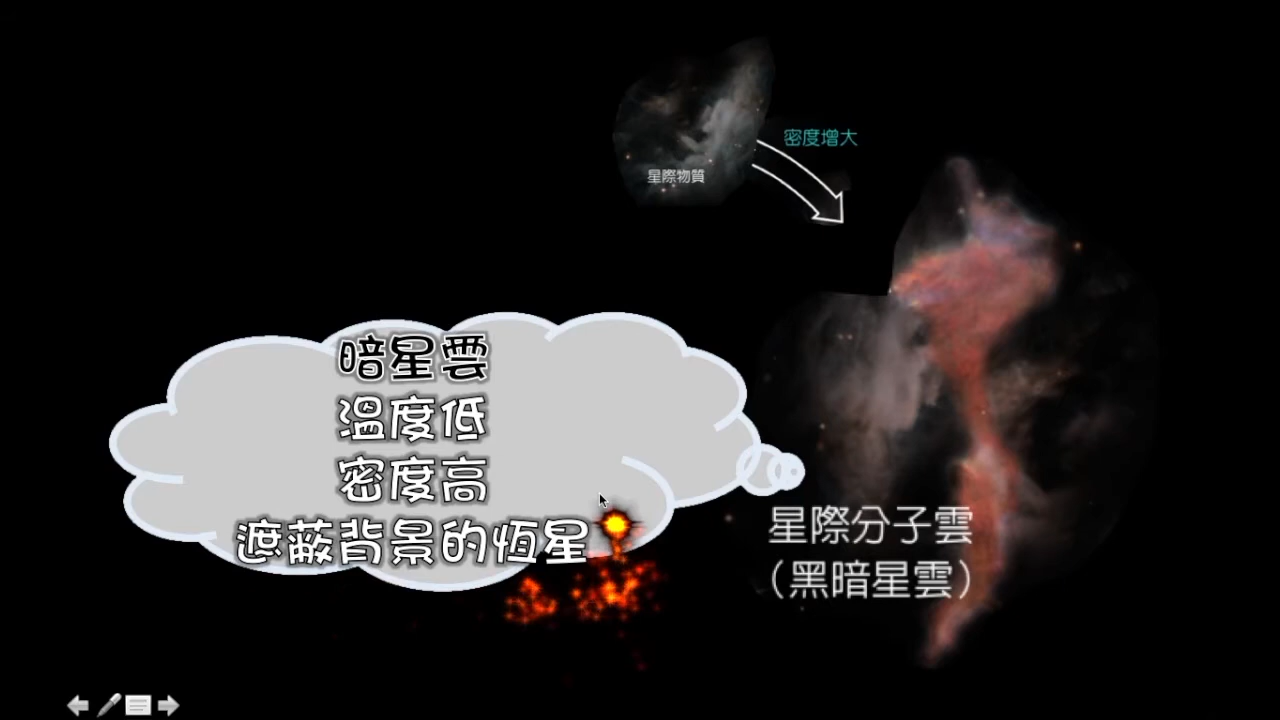 密度增大
星際物質
暗星雲
溫度低
密度高
遮蔽背景的恆星
星際分子雲
（黑暗星雲）